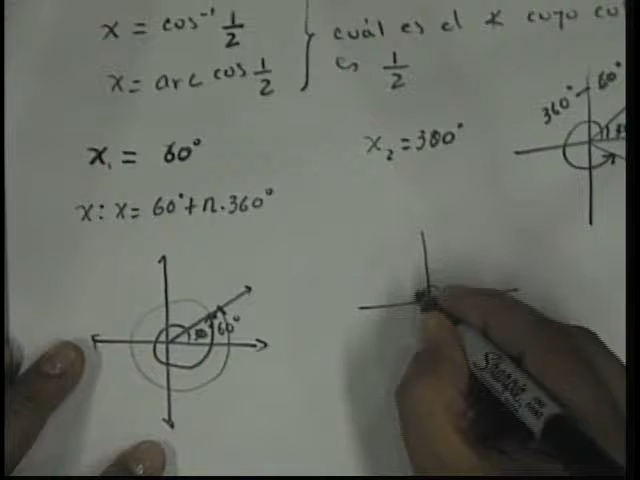 x = cos⁻¹ 1/2
x = arc cos 1/2
cuál es el x cuyo
es 1/2
360° - 60°
x₁ = 60°
x₂ = 300°
x: x = 60° + n.360°
60°
Sharpie